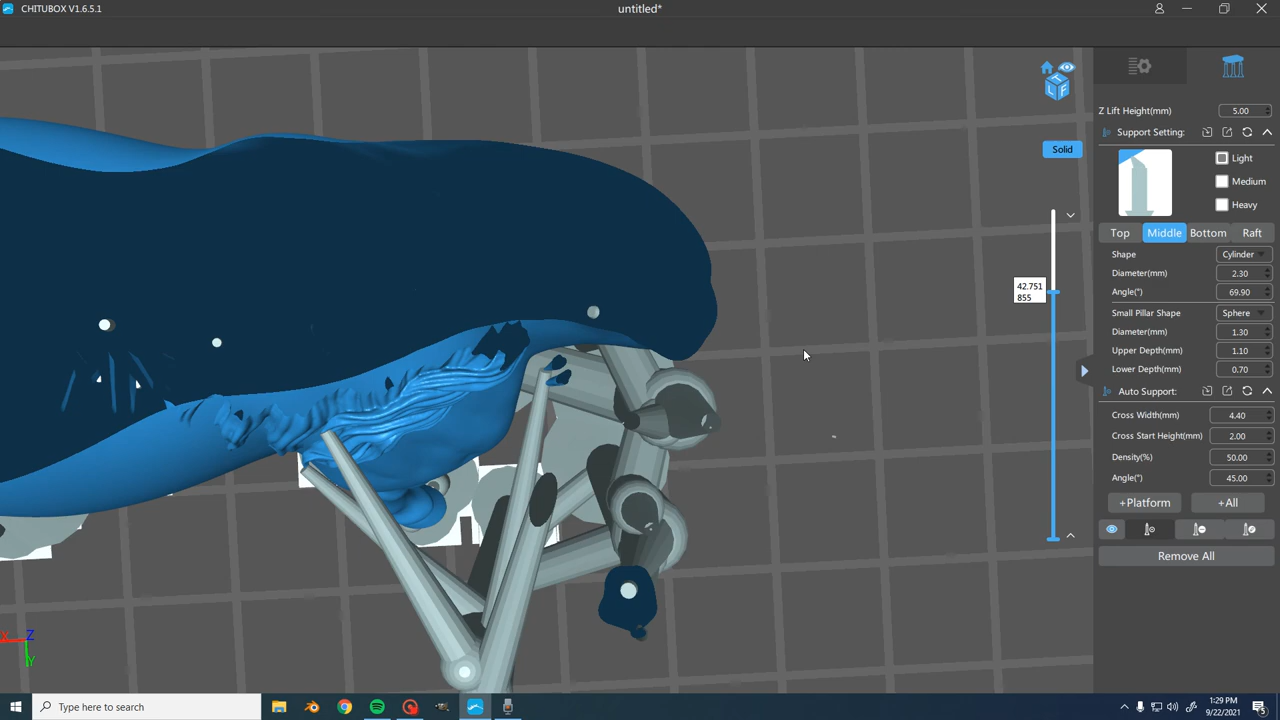 CHITUBOX V1.6.5.1
untitled*
Z Lift Height(mm) 5.00
Support Setting:
Light
Medium
Heavy
Solid
Top Middle Bottom Raft
Shape Cylinder
Diameter(mm) 2.30
Angle(°) 69.90
42.751
855
Small Pillar Shape Sphere
Diameter(mm) 1.30
Upper Depth(mm) 1.10
Lower Depth(mm) 0.70
Auto Support:
Cross Width(mm) 4.40
Cross Start Height(mm) 2.00
Density(%) 50.00
Angle(°) 45.00
+Platform +All
Remove All
X Z
Y
T
L F
Type here to search
1:29 PM
9/22/2021
5